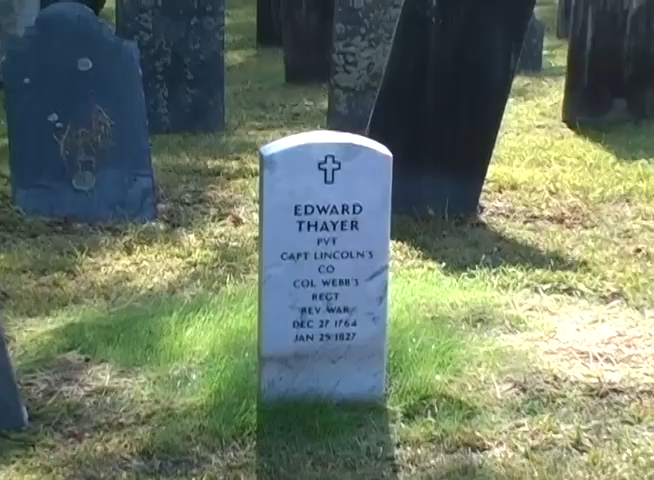 EDWARD
THAYER
PVT
CAPT LINCOLN'S
CO
COL WEBB'S
REGT
REV WAR
DEC 27 1764
JAN 29 1827